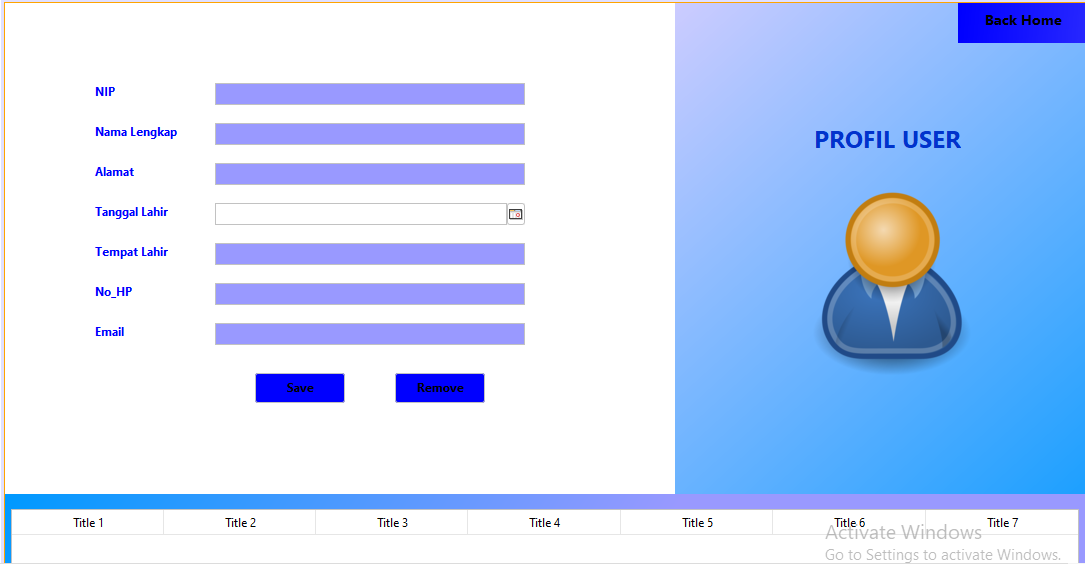 Back Home
NIP
Nama Lengkap
Alamat
Tanggal Lahir
Tempat Lahir
No_HP
Email
Save Remove
PROFIL USER
Title 1 Title 2 Title 3 Title 4 Title 5 Title 6 Title 7
Activate Windows
Go to Settings to activate Windows.